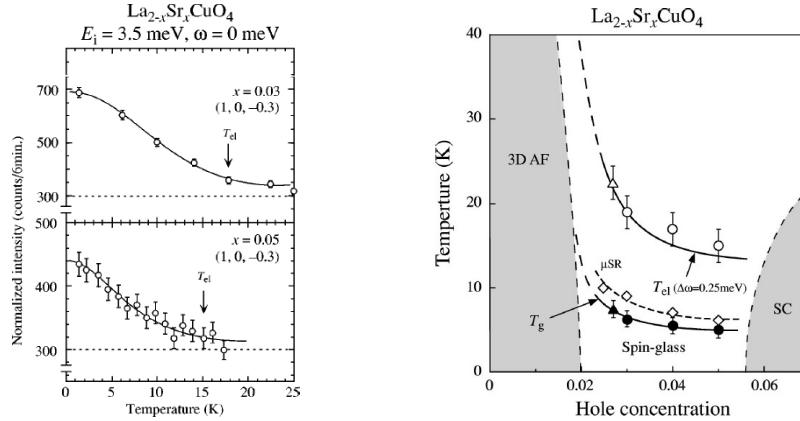 La2-xSrxCuO4
Ei = 3.5 meV, ω = 0 meV
x = 0.03
(1, 0, –0.3)
Tel
700
500
300
500
x = 0.05
(1, 0, –0.3)
Tel
400
300
0 5 10 15 20 25
Temperature (K)
Normalized intensity (counts/6min.)
La2-xSrxCuO4
40
30
20
10
0
3D AF
μSR
Tel (Δω=0.25meV)
Tg
Spin-glass
SC
0 0.02 0.04 0.06
Hole concentration
Temperture (K)